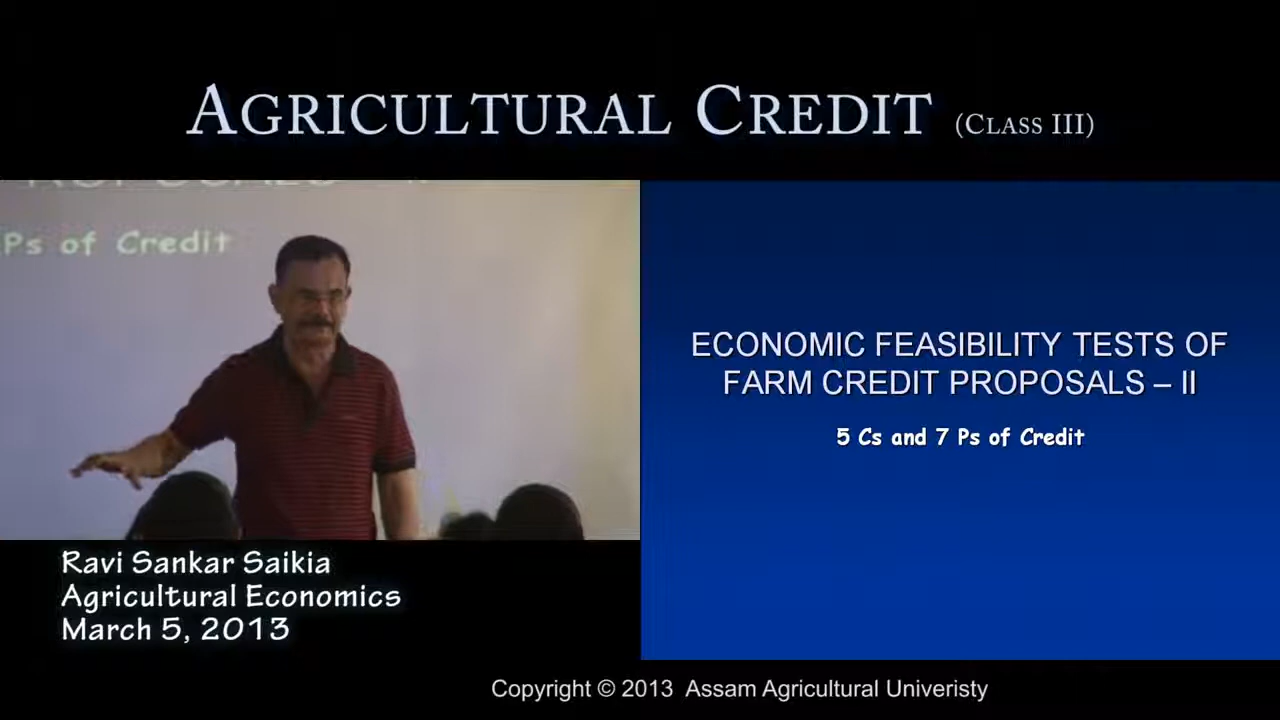 AGRICULTURAL CREDIT (CLASS III)
Ps of Credit
ECONOMIC FEASIBILITY TESTS OF
FARM CREDIT PROPOSALS – II
5 Cs and 7 Ps of Credit
Ravi Sankar Saikia
Agricultural Economics
March 5, 2013
Copyright © 2013 Assam Agricultural Univeristy